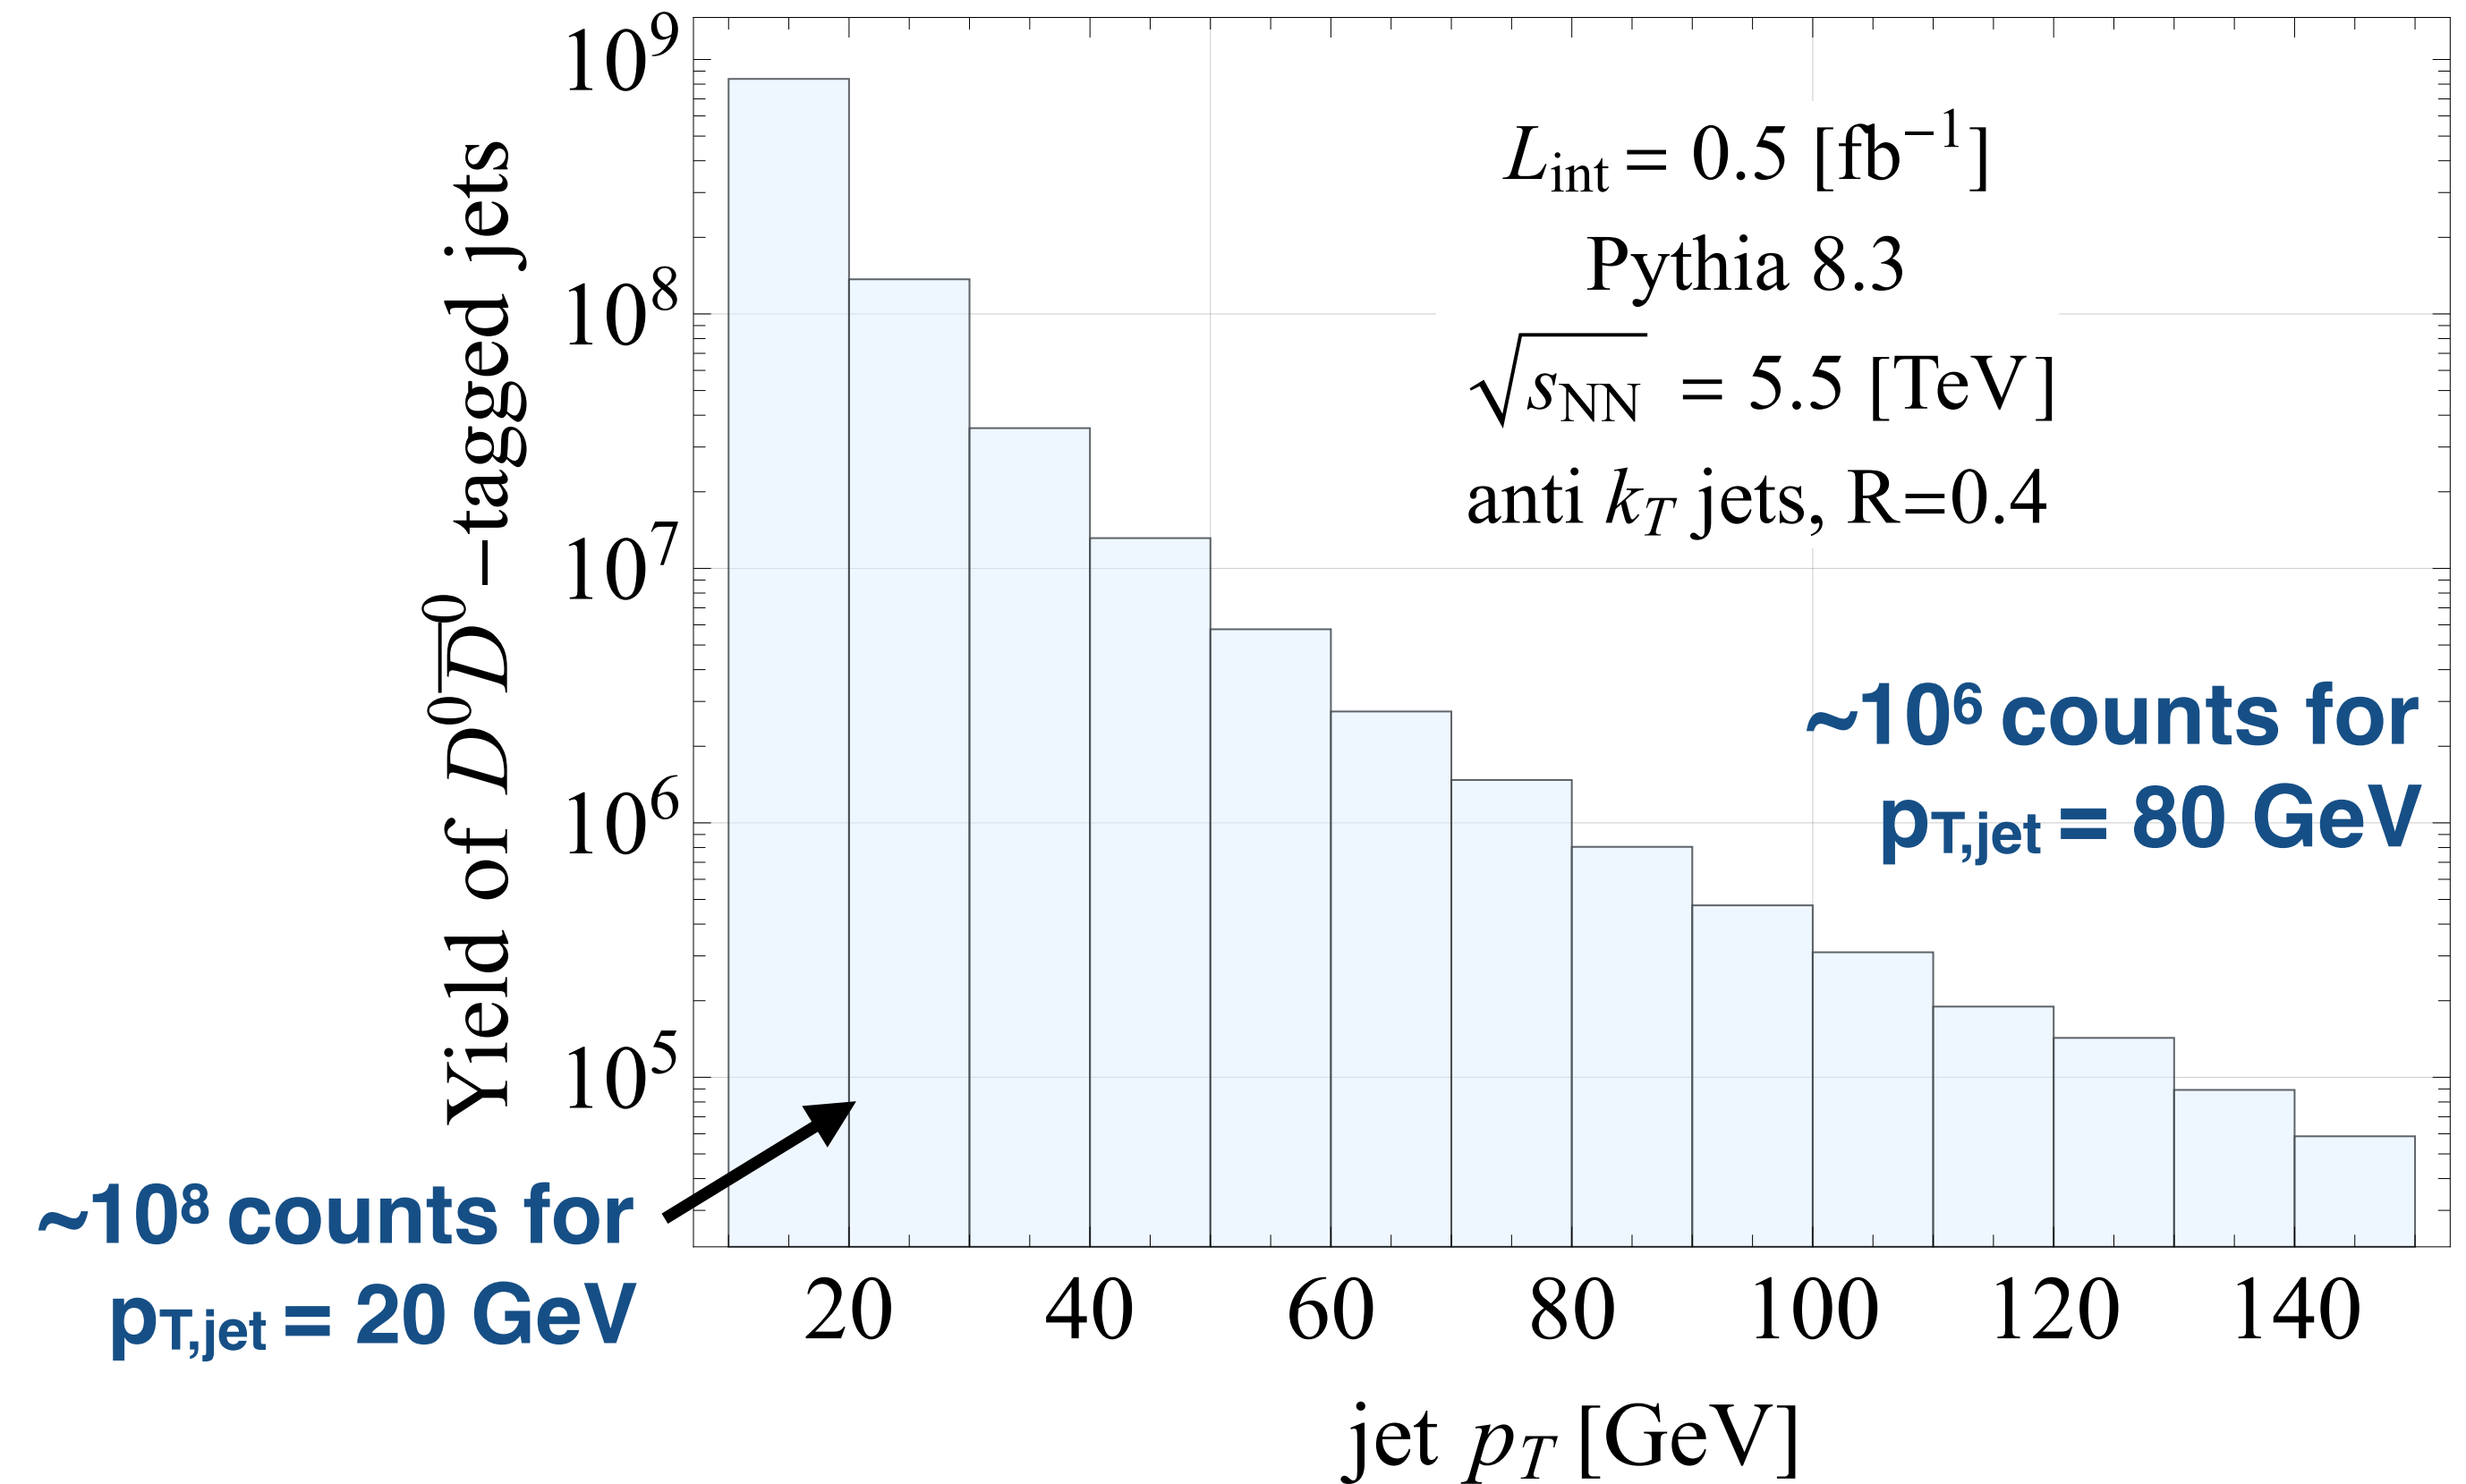 Yield of D⁰D̅⁰–tagged jets
10⁹
10⁸
10⁷
10⁶
10⁵
L_int = 0.5 [fb⁻¹]
Pythia 8.3
√s_NN = 5.5 [TeV]
anti k_T jets, R=0.4
~10⁶ counts for
p_T,jet = 80 GeV
~10⁸ counts for
p_T,jet = 20 GeV
20 40 60 80 100 120 140
jet p_T [GeV]